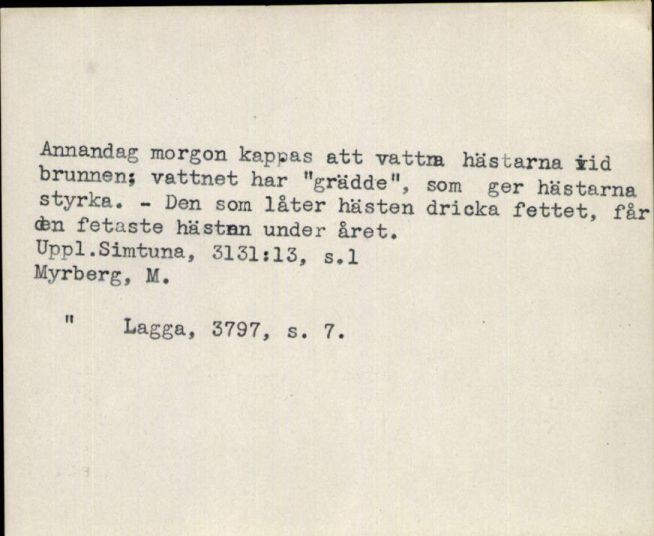 Annandag morgon kappas att vattna hästarna vid
brunnen; vattnet har "grädde", som ger hästarna
styrka. - Den som låter hästen dricka fettet, får
den fetaste hästen under året.
Uppl.Simtuna, 3131:13, s.1
Myrberg, M.
" Lagga, 3797, s. 7.